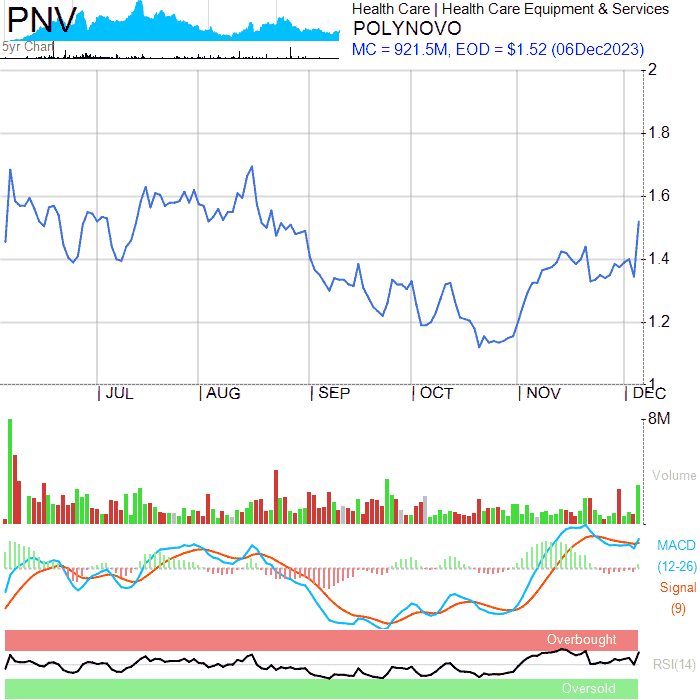 PNV
5yr Chart
Health Care | Health Care Equipment & Services
POLYNOVO
MC = 921.5M, EOD = $1.52 (06Dec2023)
2
1.8
1.6
1.4
1.2
1
JUL AUG SEP OCT NOV DEC
8M
Volume
MACD
(12-26)
Signal
(9)
Overbought
RSI(14)
Oversold